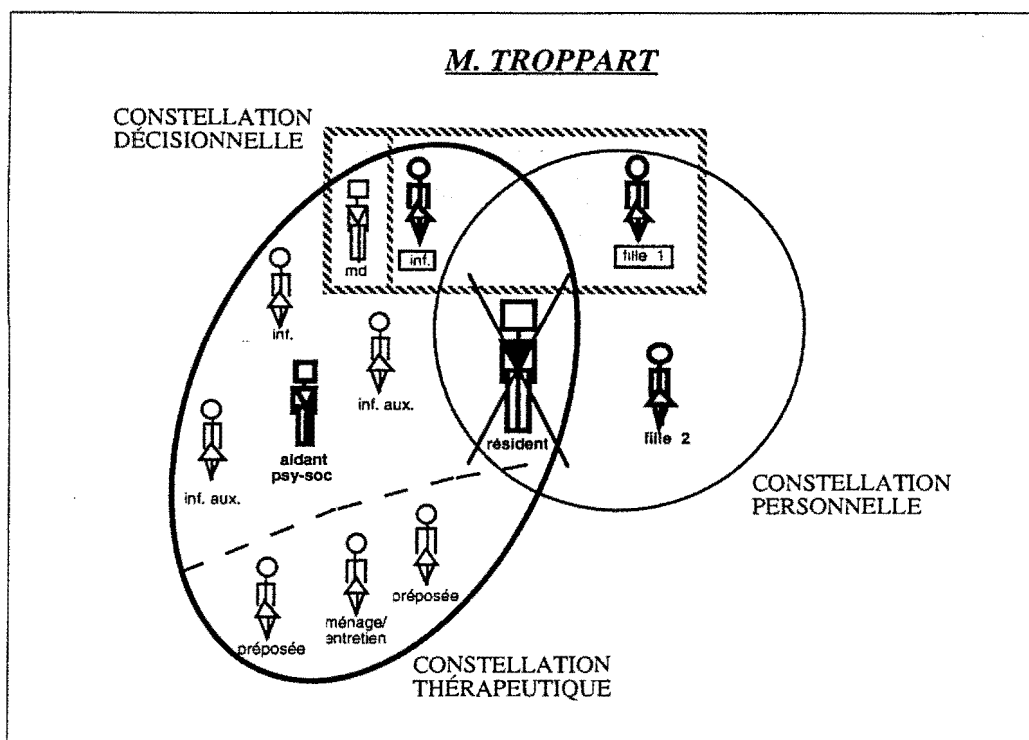 M. TROPPART
CONSTELLATION
DÉCISIONNELLE
md
inf.
fille 1
inf.
inf. aux.
inf. aux.
aidant
psy-soc
résident
fille 2
CONSTELLATION
PERSONNELLE
préposée
ménage/
entretien
préposée
CONSTELLATION
THÉRAPEUTIQUE